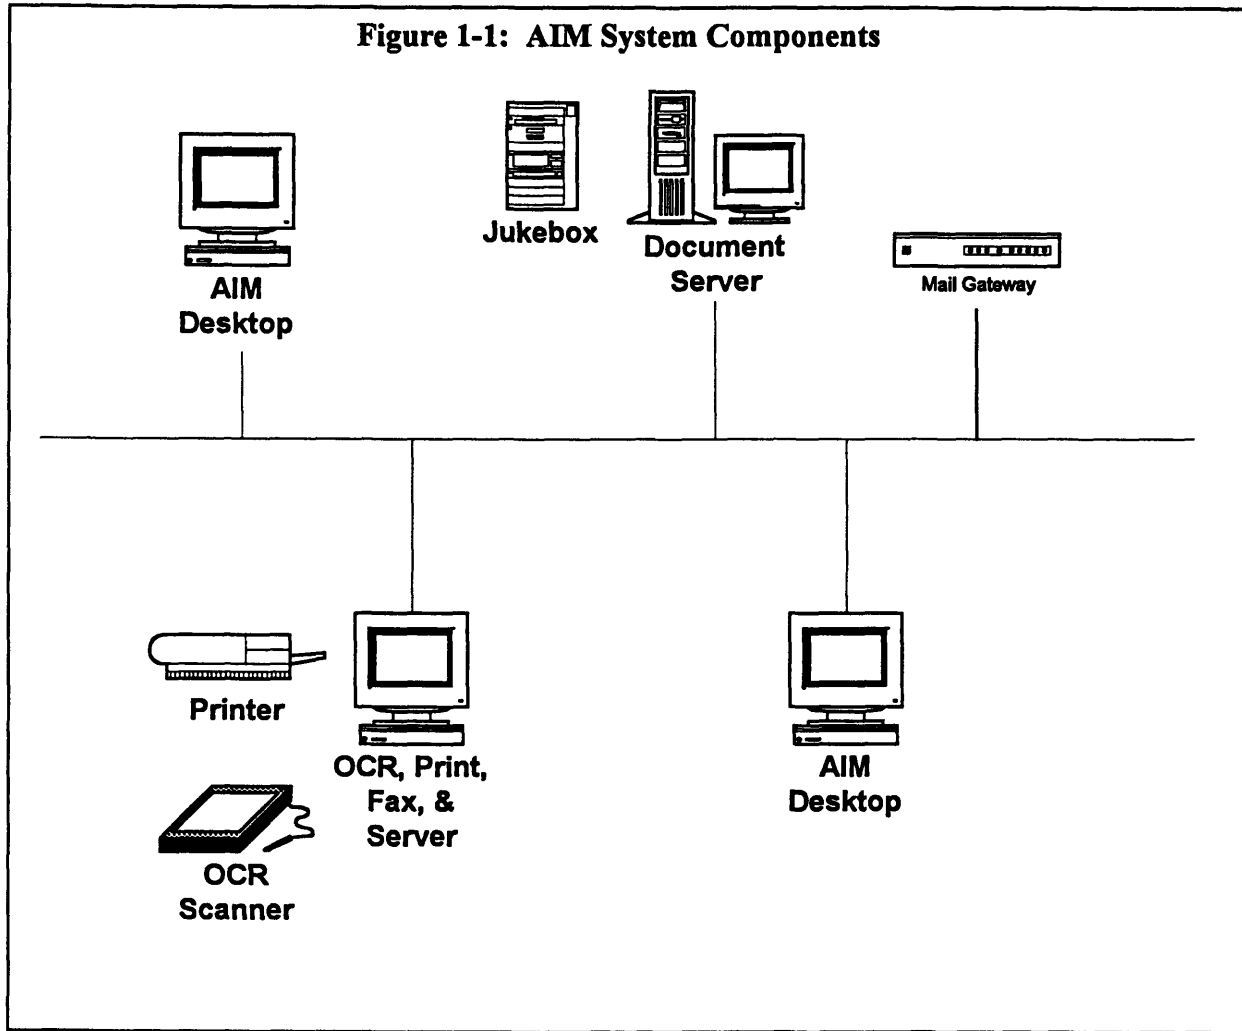 Figure 1-1: AIM System Components
AIM
Desktop
Jukebox
Document
Server
Mail Gateway
Printer
OCR
Scanner
OCR, Print,
Fax, &
Server
AIM
Desktop